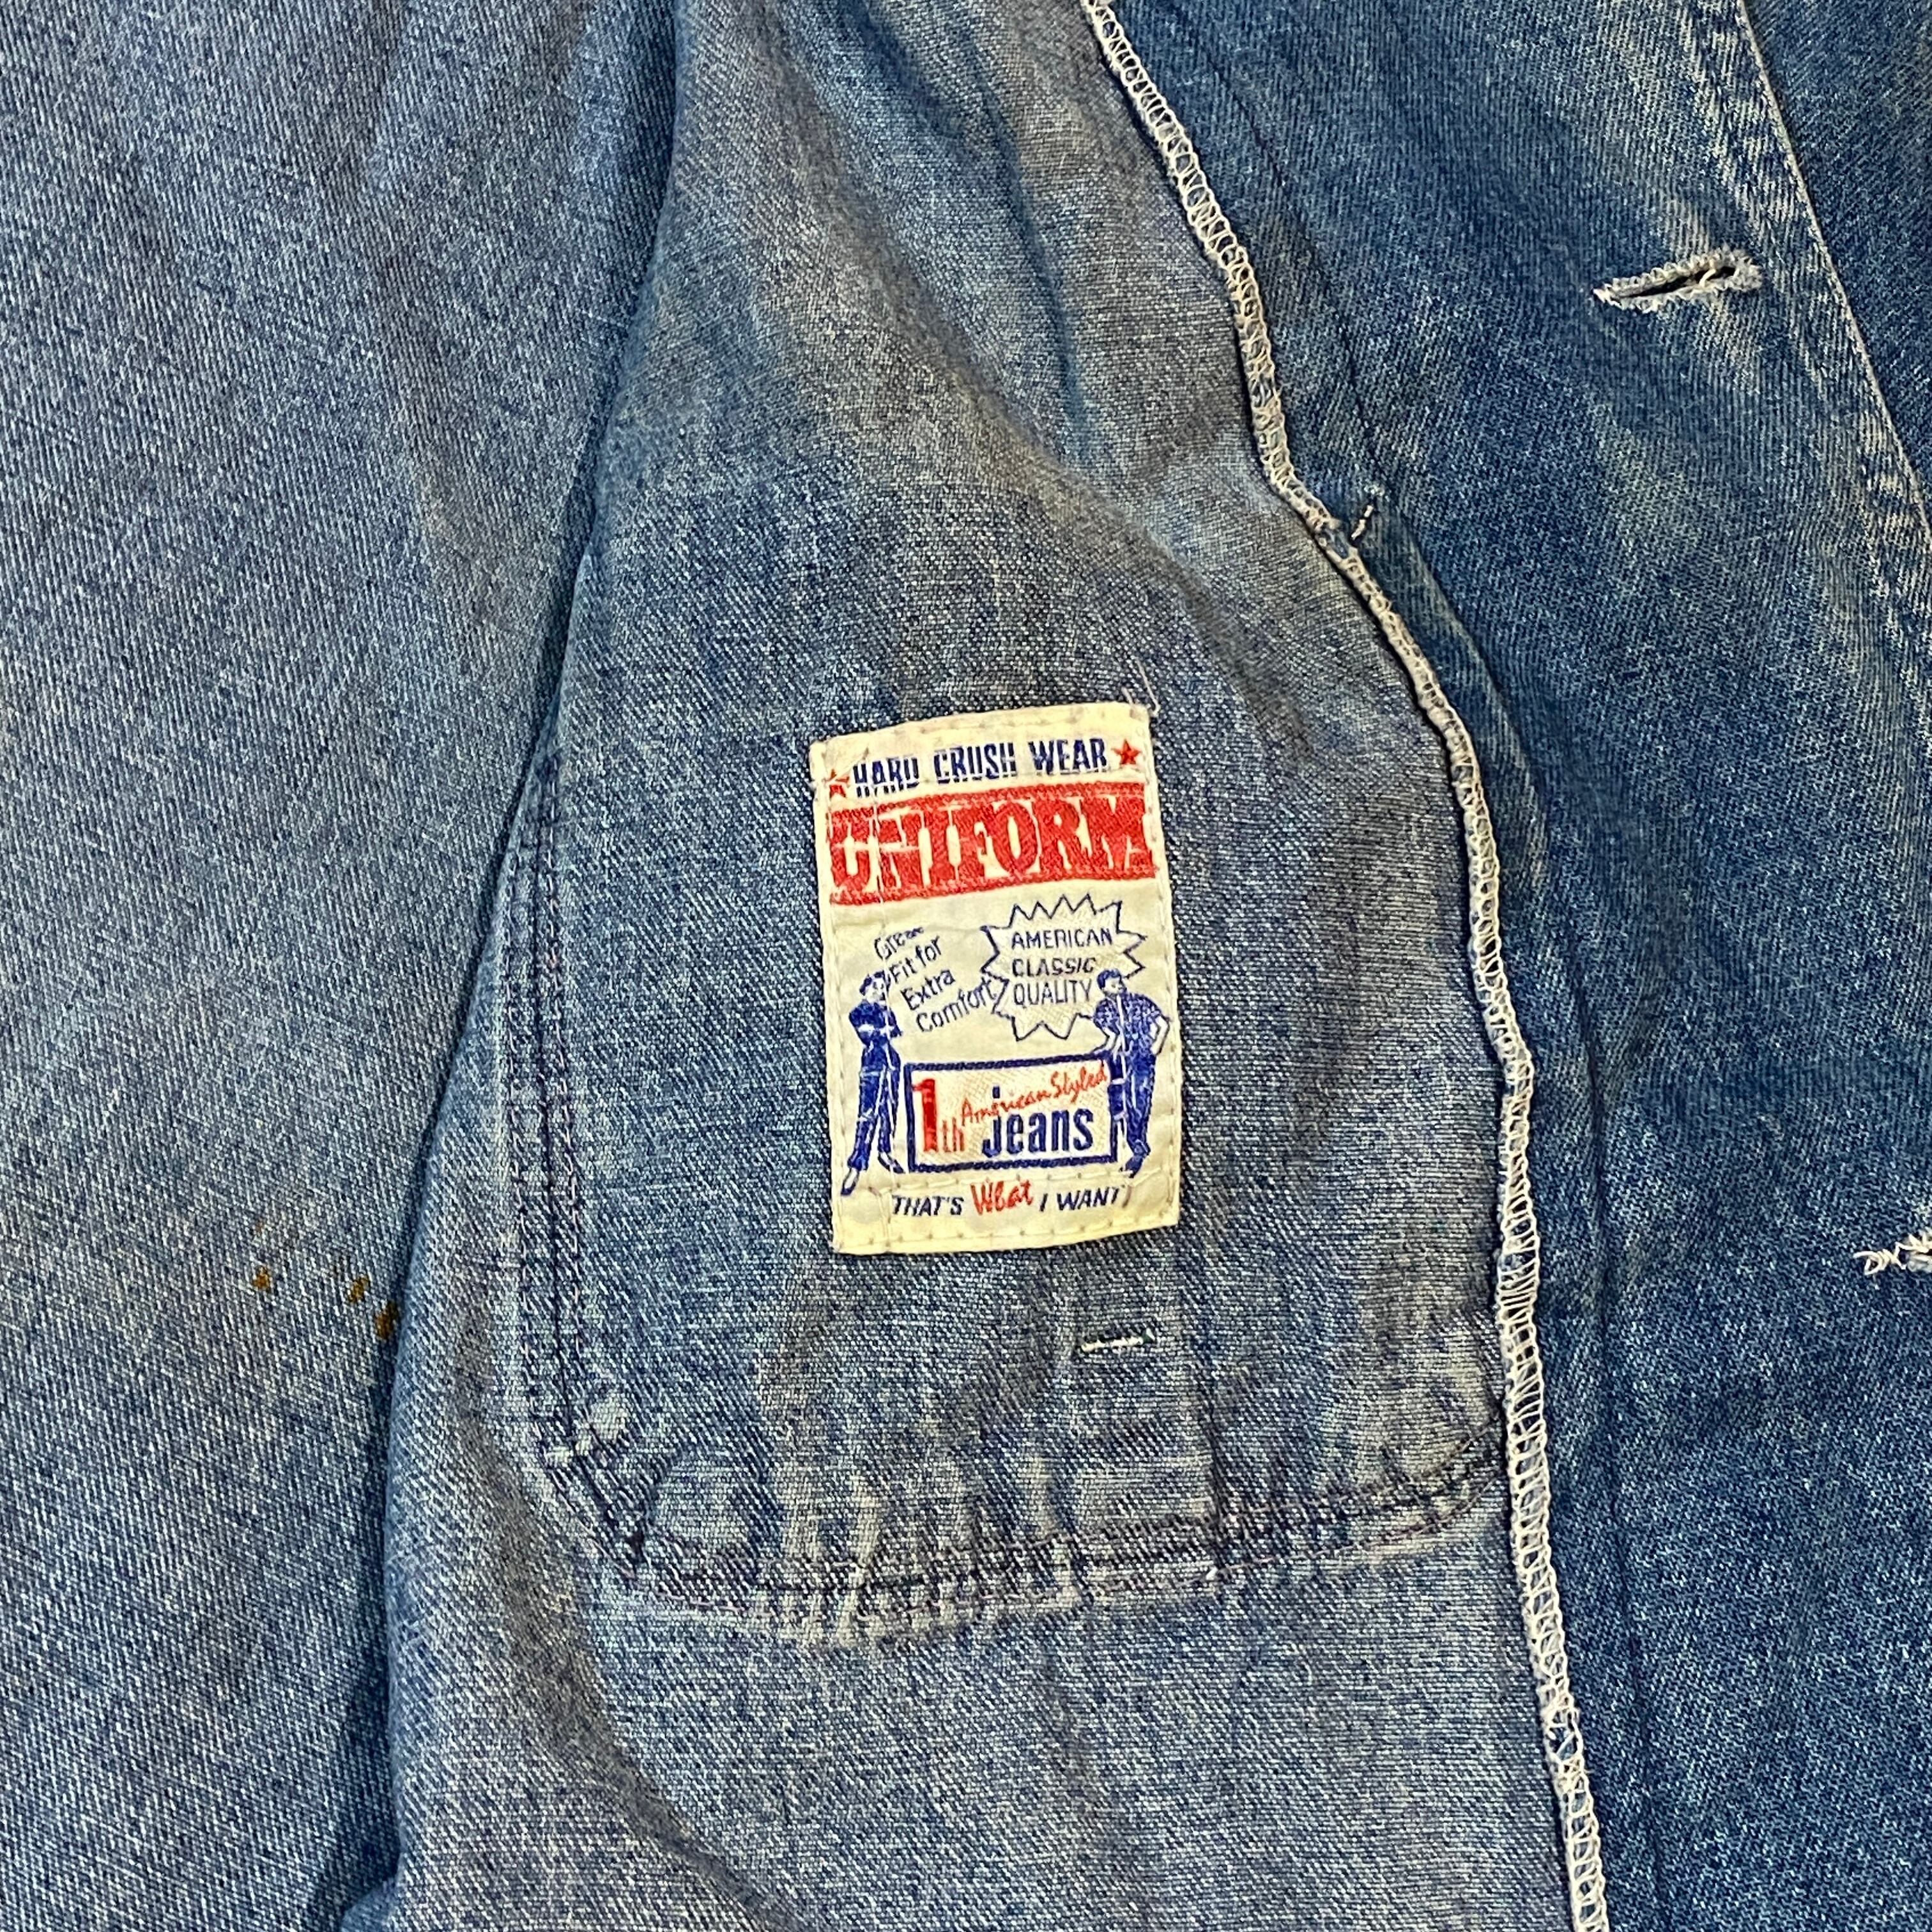 ★ HARD CRUSH WEAR ★
UNIFORM
Great
Fit for
Extra
Comfort
AMERICAN
CLASSIC
QUALITY
1th American Styled
jeans
THAT'S What I WANT